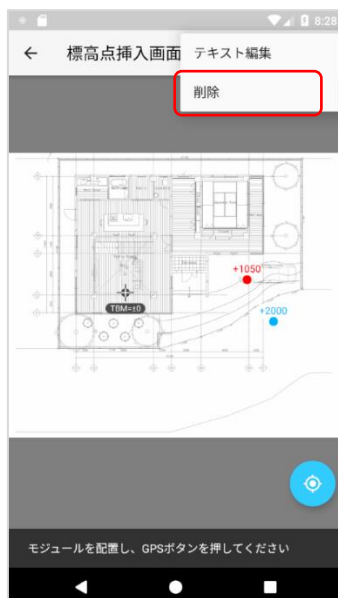 8:28
標高点挿入画面
テキスト編集
削除
+1050
TBM=±0
+2000
モジュールを配置し、GPSボタンを押してください